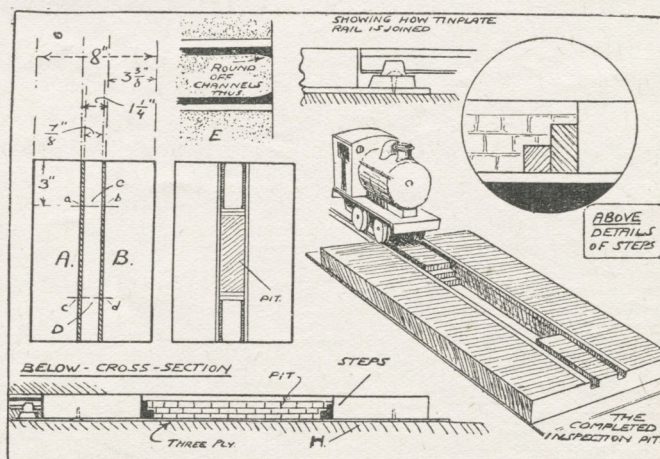 SHOWING HOW TINPLATE
RAIL IS JOINED
8"
3 3/8
1 1/4"
7/8"
ROUND
OFF
CHANNELS
THUS.
E
3"
a
c
b
A.
B.
c
d
D
PIT.
ABOVE
DETAILS
OF STEPS
BELOW - CROSS-SECTION
PIT
STEPS
THREE PLY.
H.
THE
COMPLETED
INSPECTION PIT